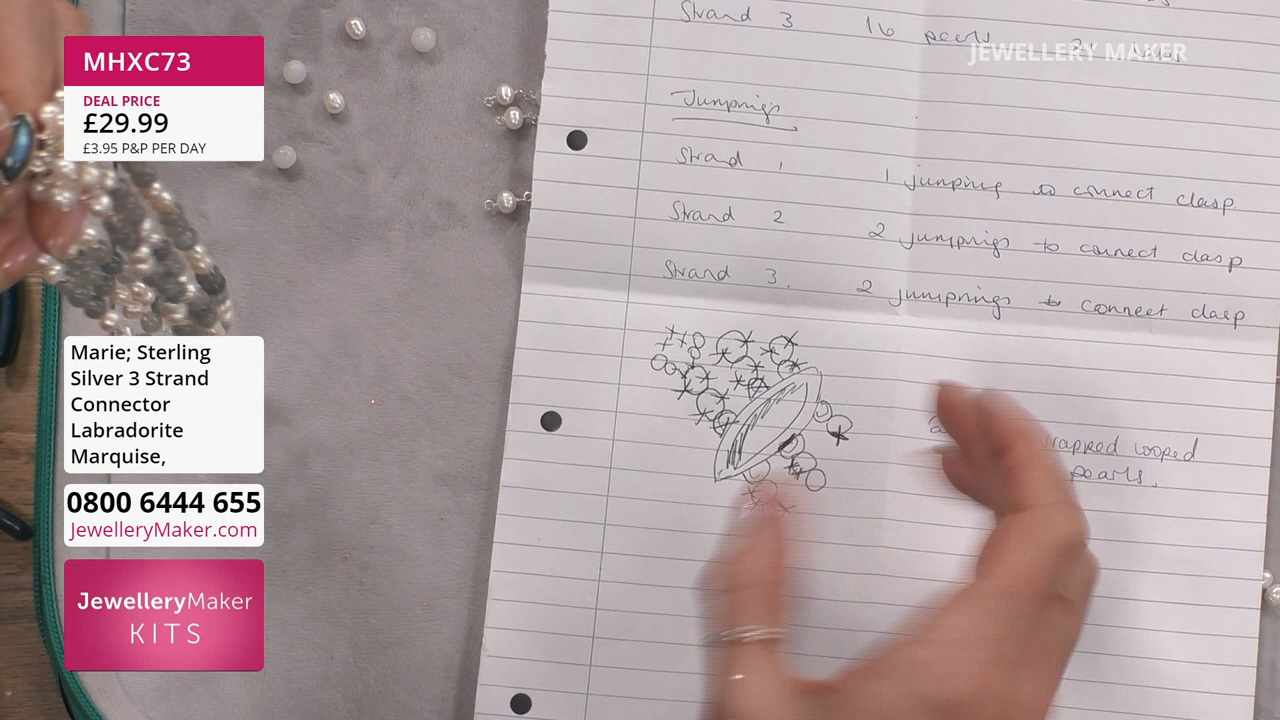 MHXC73
DEAL PRICE
£29.99
£3.95 P&P PER DAY
Marie; Sterling
Silver 3 Strand
Connector
Labradorite
Marquise,
0800 6444 655
JewelleryMaker.com
JewelleryMaker
KITS
JEWELLERY MAKER
Strand 3 16 pearls
Jumprings
Strand 1 1 jumpring to connect clasp
Strand 2 2 jumprings to connect clasp
Strand 3. 2 jumprings to connect clasp
wrapped looped
pearls.